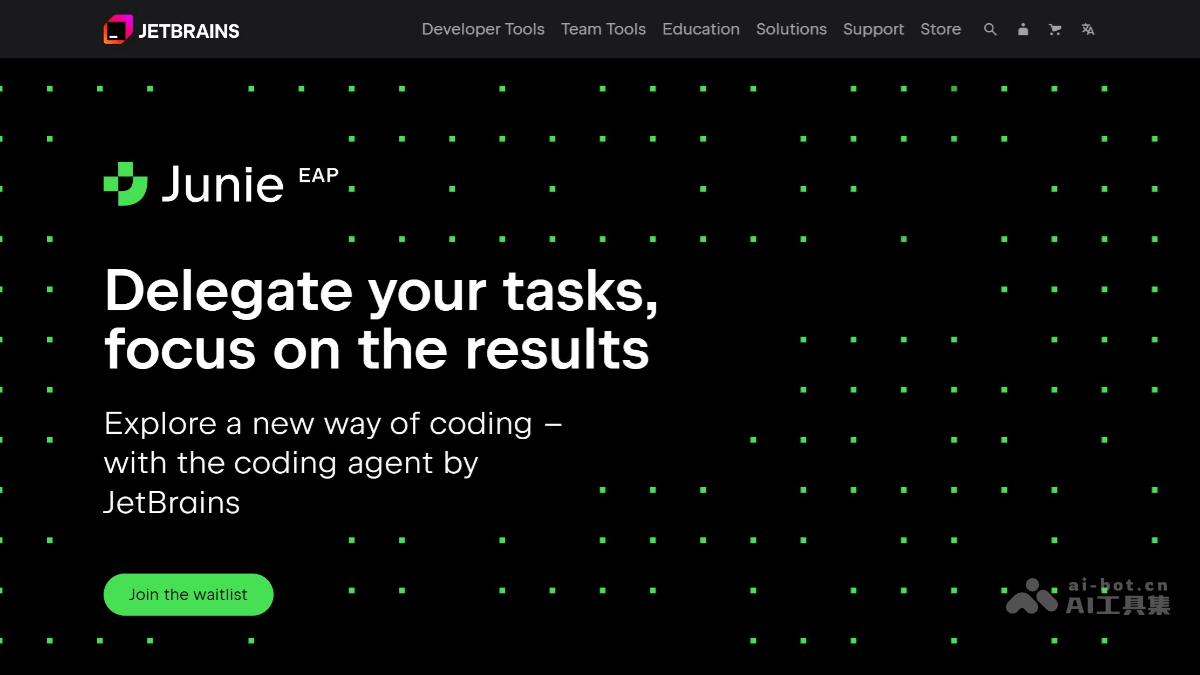 JETBRAINS
Developer Tools Team Tools Education Solutions Support Store
Junie EAP
Delegate your tasks,
focus on the results
Explore a new way of coding –
with the coding agent by
JetBrains
Join the waitlist
ai-bot.cn
AI工具集